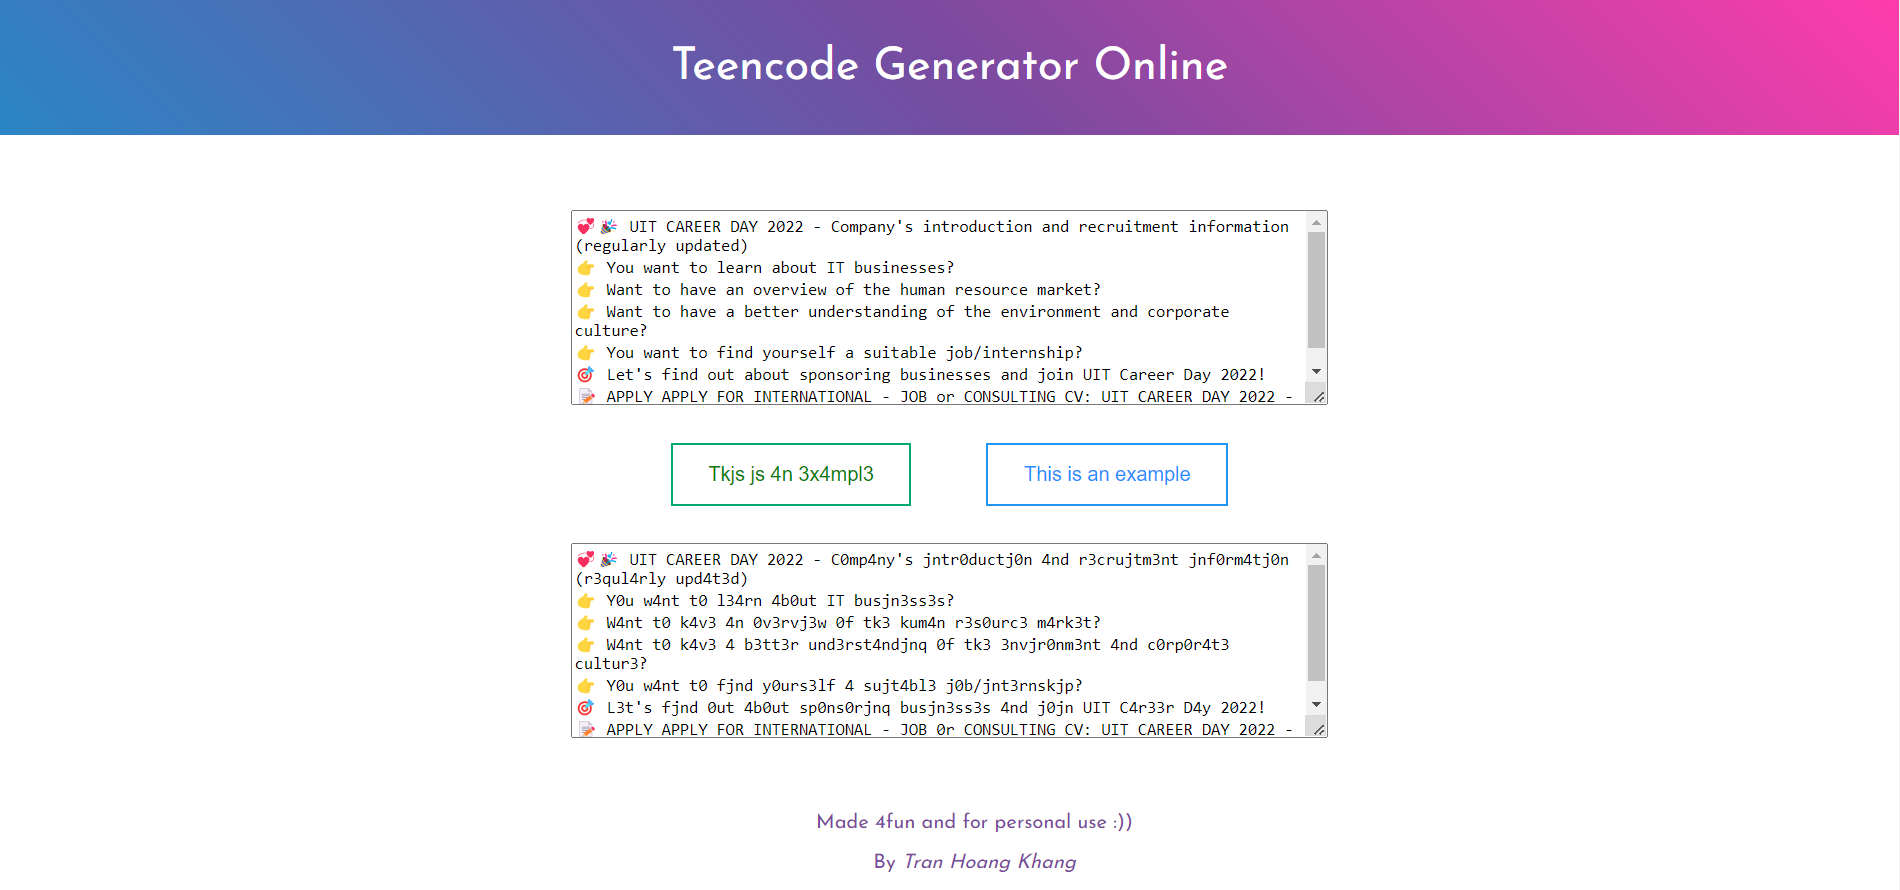 Teencode Generator Online
💞🎉 UIT CAREER DAY 2022 - Company's introduction and recruitment information
(regularly updated)
👉 You want to learn about IT businesses?
👉 Want to have an overview of the human resource market?
👉 Want to have a better understanding of the environment and corporate
culture?
👉 You want to find yourself a suitable job/internship?
🎯 Let's find out about sponsoring businesses and join UIT Career Day 2022!
📝 APPLY APPLY FOR INTERNATIONAL - JOB or CONSULTING CV: UIT CAREER DAY 2022 -
Tkjs js 4n 3x4mpl3
This is an example
💞🎉 UIT CAREER DAY 2022 - C0mp4ny's jntr0ductj0n 4nd r3crujtm3nt jnf0rm4tj0n
(r3qul4rly upd4t3d)
👉 Y0u w4nt t0 l34rn 4b0ut IT busjn3ss3s?
👉 W4nt t0 k4v3 4n 0v3rvj3w 0f tk3 kum4n r3s0urc3 m4rk3t?
👉 W4nt t0 k4v3 4 b3tt3r und3rst4ndjnq 0f tk3 3nvjr0nm3nt 4nd c0rp0r4t3
cultur3?
👉 Y0u w4nt t0 fjnd y0urs3lf 4 sujt4bl3 j0b/jnt3rnskjp?
🎯 L3t's fjnd 0ut 4b0ut sp0ns0rjnq busjn3ss3s 4nd j0jn UIT C4r33r D4y 2022!
📝 APPLY APPLY FOR INTERNATIONAL - JOB 0r CONSULTING CV: UIT CAREER DAY 2022 -
Made 4fun and for personal use :))
By Tran Hoang Khang